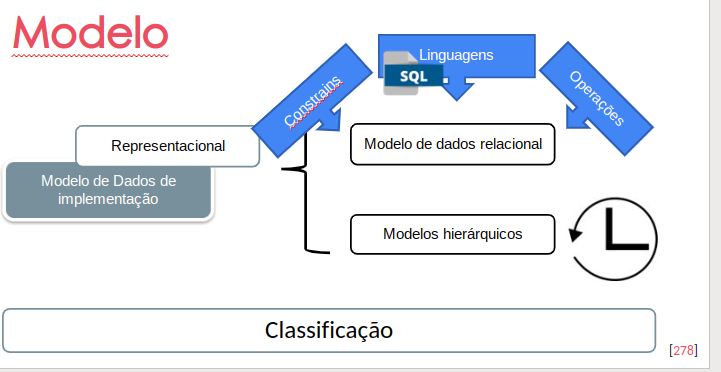 Modelo
Linguagens
SQL
Constrains
Operações
Representacional
Modelo de dados relacional
Modelo de Dados de
implementação
Modelos hierárquicos
Classificação
[278]